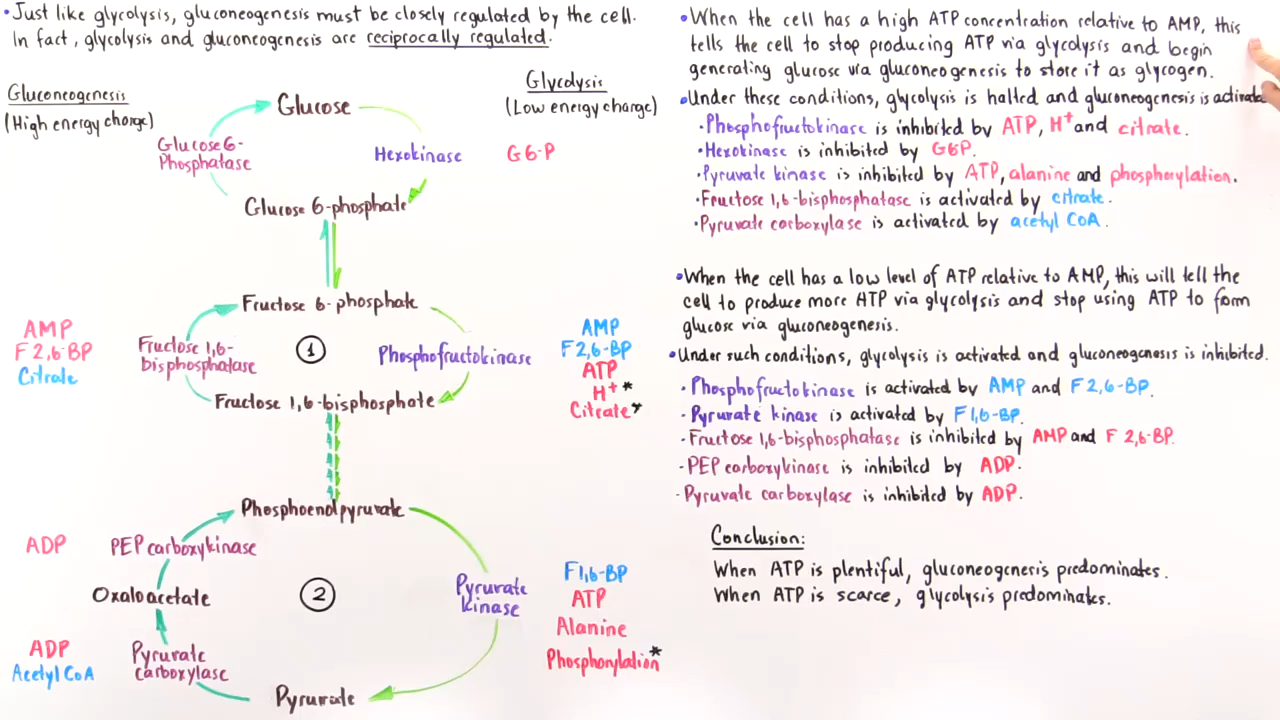 • Just like glycolysis, gluconeogenesis must be closely regulated by the cell.
In fact, glycolysis and gluconeogenesis are reciprocally regulated.
Gluconeogenesis
(High energy charge)
Glycolysis
(Low energy charge)
Glucose
Glucose 6-
Phosphatase
Hexokinase
G6-P
Glucose 6-phosphate
Fructose 6-phosphate
AMP
F 2,6-BP
Citrate
Fructose 1,6-
bisphosphatase
1
Phosphofructokinase
AMP
F 2,6-BP
ATP
H+*
Citrate*
Fructose 1,6-bisphosphate
Phosphoenolpyruvate
ADP
PEP carboxykinase
Oxaloacetate
2
Pyruvate
kinase
F1,6-BP
ATP
Alanine
Phosphorylation*
ADP
Acetyl CoA
Pyruvate
carboxylase
Pyruvate
• When the cell has a high ATP concentration relative to AMP, this
tells the cell to stop producing ATP via glycolysis and begin
generating glucose via gluconeogenesis to store it as glycogen.
• Under these conditions, glycolysis is halted and gluconeogenesis is
• Phosphofructokinase is inhibited by ATP, H+ and citrate.
• Hexokinase is inhibited by G6P.
• Pyruvate kinase is inhibited by ATP, alanine and phosphorylation.
• Fructose 1,6-bisphosphatase is activated by citrate.
• Pyruvate carboxylase is activated by acetyl CoA.
• When the cell has a low level of ATP relative to AMP, this will tell the
cell to produce more ATP via glycolysis and stop using ATP to form
glucose via gluconeogenesis.
• Under such conditions, glycolysis is activated and gluconeogenesis is inhibited.
• Phosphofructokinase is activated by AMP and F 2,6-BP.
• Pyruvate kinase is activated by F1,6-BP.
• Fructose 1,6-bisphosphatase is inhibited by AMP and F 2,6-BP.
• PEP carboxykinase is inhibited by ADP.
• Pyruvate carboxylase is inhibited by ADP.
Conclusion:
When ATP is plentiful, gluconeogenesis predominates.
When ATP is scarce, glycolysis predominates.